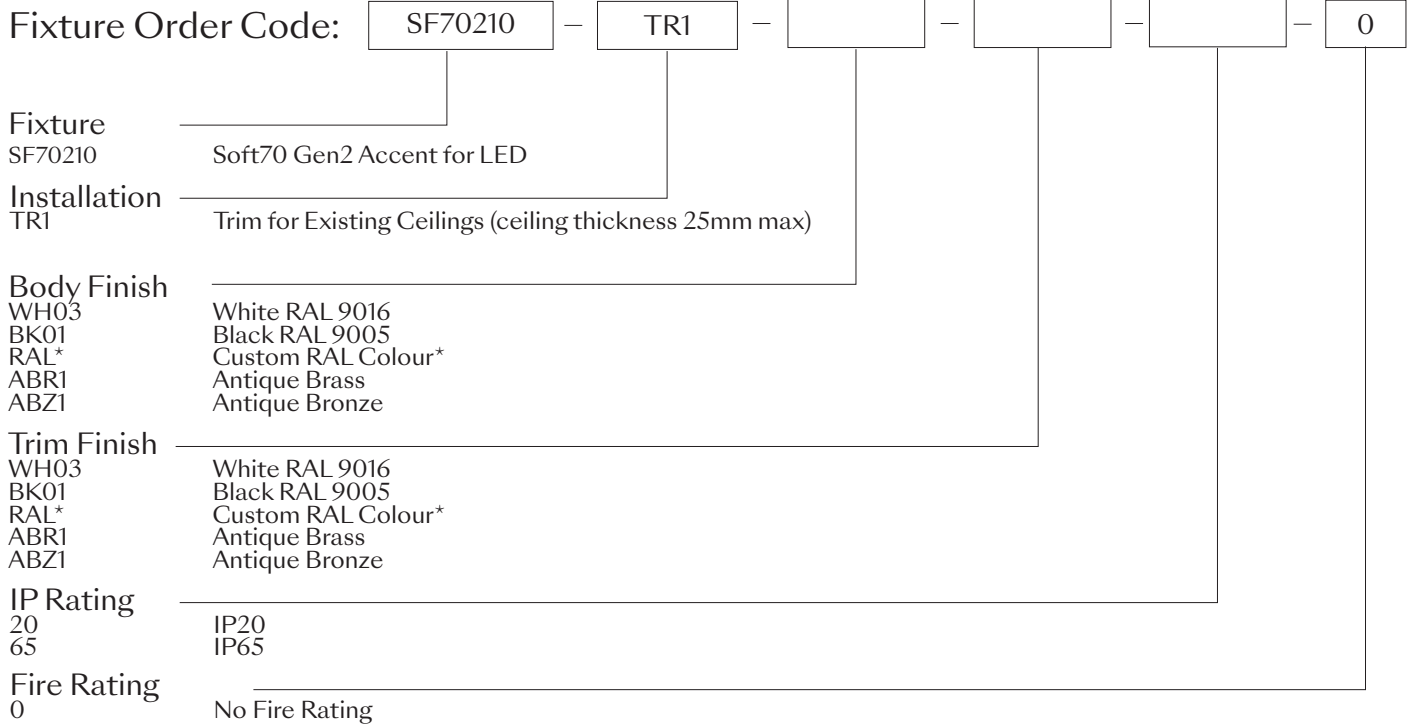 Fixture Order Code: SF70210 – TR1 – – – – 0
Fixture
SF70210 Soft70 Gen2 Accent for LED
Installation
TR1 Trim for Existing Ceilings (ceiling thickness 25mm max)
Body Finish
WH03 White RAL 9016
BK01 Black RAL 9005
RAL* Custom RAL Colour*
ABR1 Antique Brass
ABZ1 Antique Bronze
Trim Finish
WH03 White RAL 9016
BK01 Black RAL 9005
RAL* Custom RAL Colour*
ABR1 Antique Brass
ABZ1 Antique Bronze
IP Rating
20 IP20
65 IP65
Fire Rating
0 No Fire Rating